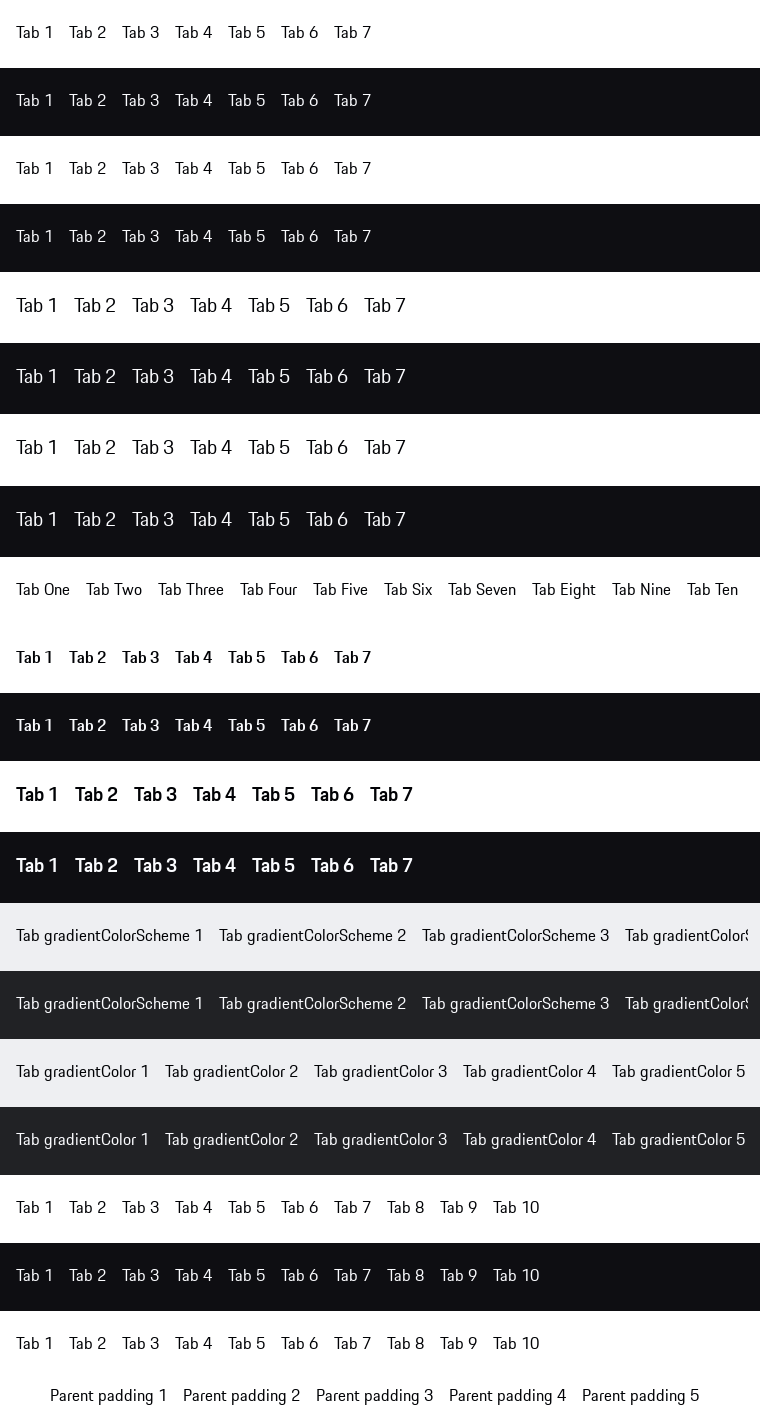 Tab 1 Tab 2 Tab 3 Tab 4 Tab 5 Tab 6 Tab 7
Tab 1 Tab 2 Tab 3 Tab 4 Tab 5 Tab 6 Tab 7
Tab 1 Tab 2 Tab 3 Tab 4 Tab 5 Tab 6 Tab 7
Tab 1 Tab 2 Tab 3 Tab 4 Tab 5 Tab 6 Tab 7
Tab 1 Tab 2 Tab 3 Tab 4 Tab 5 Tab 6 Tab 7
Tab 1 Tab 2 Tab 3 Tab 4 Tab 5 Tab 6 Tab 7
Tab 1 Tab 2 Tab 3 Tab 4 Tab 5 Tab 6 Tab 7
Tab 1 Tab 2 Tab 3 Tab 4 Tab 5 Tab 6 Tab 7
Tab One Tab Two Tab Three Tab Four Tab Five Tab Six Tab Seven Tab Eight Tab Nine Tab Ten
Tab 1 Tab 2 Tab 3 Tab 4 Tab 5 Tab 6 Tab 7
Tab 1 Tab 2 Tab 3 Tab 4 Tab 5 Tab 6 Tab 7
Tab 1 Tab 2 Tab 3 Tab 4 Tab 5 Tab 6 Tab 7
Tab 1 Tab 2 Tab 3 Tab 4 Tab 5 Tab 6 Tab 7
Tab gradientColorScheme 1 Tab gradientColorScheme 2 Tab gradientColorScheme 3 Tab gradientColorS
Tab gradientColorScheme 1 Tab gradientColorScheme 2 Tab gradientColorScheme 3 Tab gradientColorS
Tab gradientColor 1 Tab gradientColor 2 Tab gradientColor 3 Tab gradientColor 4 Tab gradientColor 5
Tab gradientColor 1 Tab gradientColor 2 Tab gradientColor 3 Tab gradientColor 4 Tab gradientColor 5
Tab 1 Tab 2 Tab 3 Tab 4 Tab 5 Tab 6 Tab 7 Tab 8 Tab 9 Tab 10
Tab 1 Tab 2 Tab 3 Tab 4 Tab 5 Tab 6 Tab 7 Tab 8 Tab 9 Tab 10
Tab 1 Tab 2 Tab 3 Tab 4 Tab 5 Tab 6 Tab 7 Tab 8 Tab 9 Tab 10
Parent padding 1 Parent padding 2 Parent padding 3 Parent padding 4 Parent padding 5